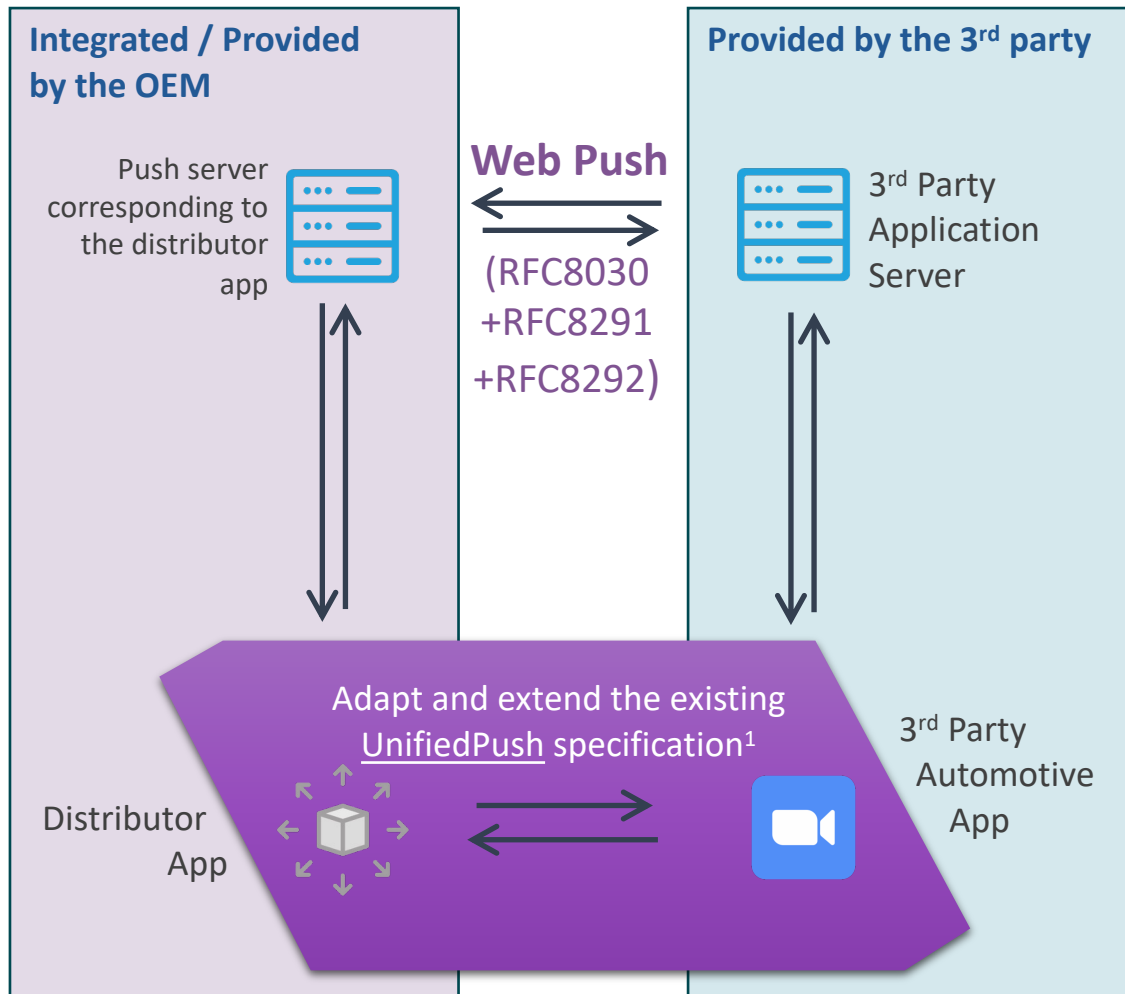 Integrated / Provided
by the OEM
Provided by the 3rd party
Push server
corresponding to
the distributor
app
Web Push
(RFC8030
+RFC8291
+RFC8292)
3rd Party
Application
Server
Adapt and extend the existing
UnifiedPush specification1
Distributor
App
3rd Party
Automotive
App